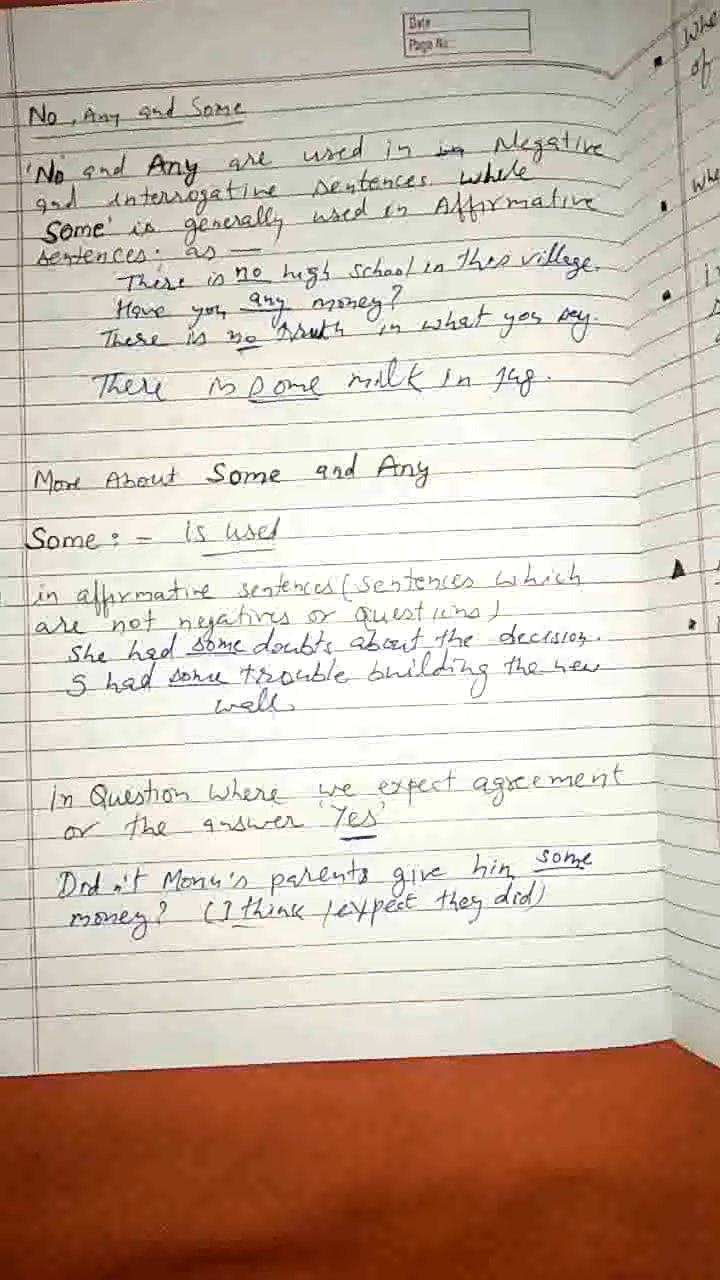 Date
Page No.
No, Any and Some
'No and Any are used in in Negative
and interrogative sentences. while
Some' is generally used in Affirmative
sentences. as —
There is no high school in this village.
Have you any money?
There is no truth in what you say.
There is some milk in jug.
More About Some and Any
Some : - is used
in affirmative sentences (sentences which
are not negatives or questions)
She had some doubts about the decision.
I had some trouble building the new
wall.
In Question where we expect agreement
or the answer 'Yes'
Did n't Monu's parents give him some
money? (I think / expect they did)
Whe
of